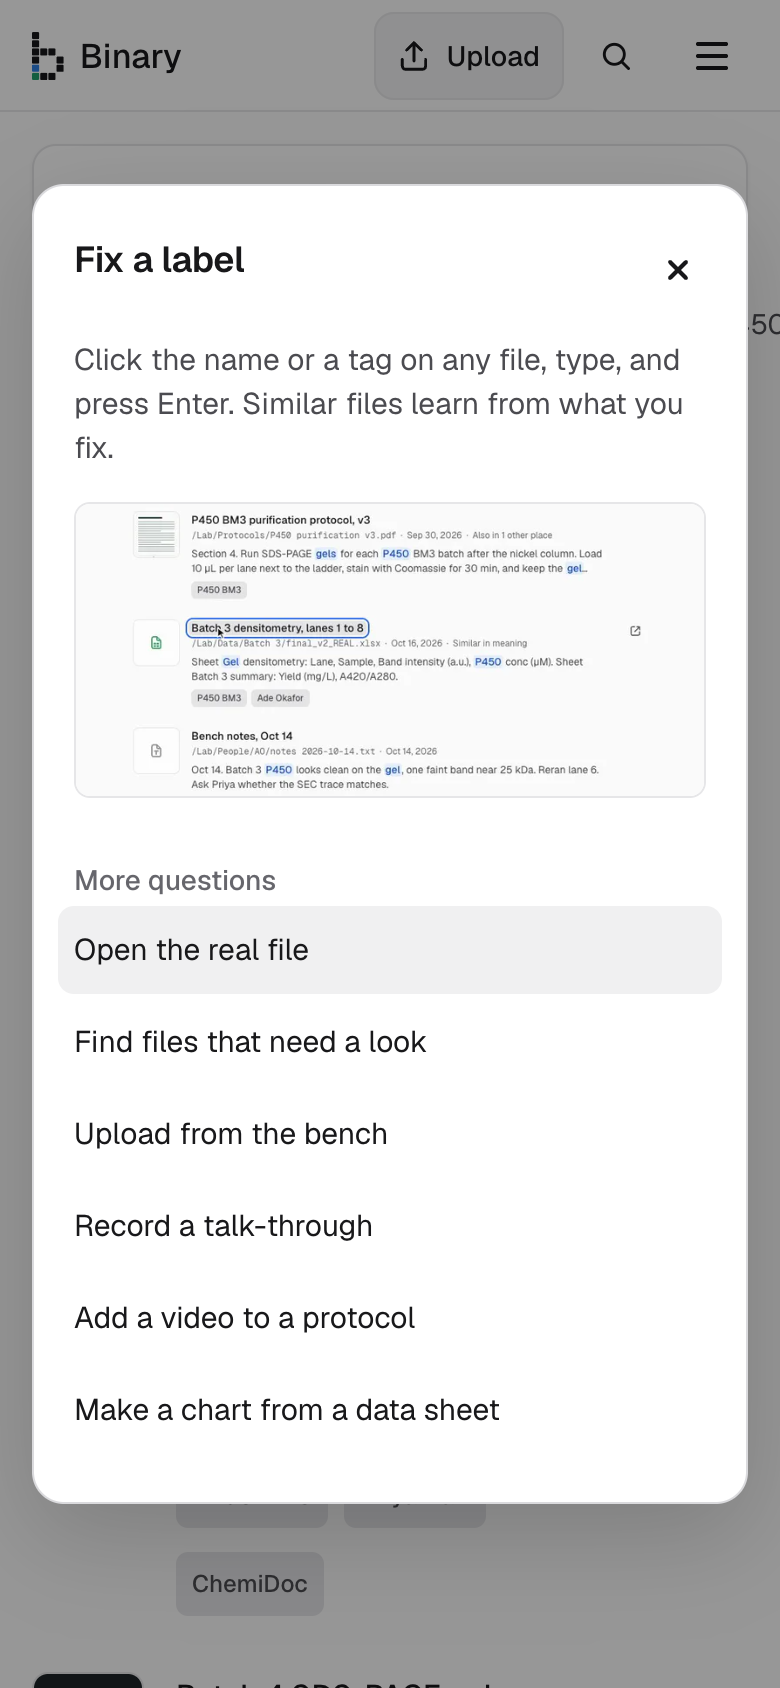 Binary
Upload
50
Fix a label
Click the name or a tag on any file, type, and
press Enter. Similar files learn from what you
fix.
P450 BM3 purification protocol, v3
/Lab/Protocols/P450 purification v3.pdf · Sep 30, 2026 · Also in 1 other place
Section 4. Run SDS-PAGE gels for each P450 BM3 batch after the nickel column. Load
10 µL per lane next to the ladder, stain with Coomassie for 30 min, and keep the gel…
P450 BM3
Batch 3 densitometry, lanes 1 to 8
/Lab/Data/Batch 3/final_v2_REAL.xlsx · Oct 16, 2026 · Similar in meaning
Sheet Gel densitometry: Lane, Sample, Band intensity (a.u.), P450 conc (µM). Sheet
Batch 3 summary: Yield (mg/L), A420/A280.
P450 BM3
Ade Okafor
Bench notes, Oct 14
/Lab/People/AO/notes 2026-10-14.txt · Oct 14, 2026
Oct 14. Batch 3 P450 looks clean on the gel, one faint band near 25 kDa. Reran lane 6.
Ask Priya whether the SEC trace matches.
More questions
Open the real file
Find files that need a look
Upload from the bench
Record a talk-through
Add a video to a protocol
Make a chart from a data sheet
ChemiDoc